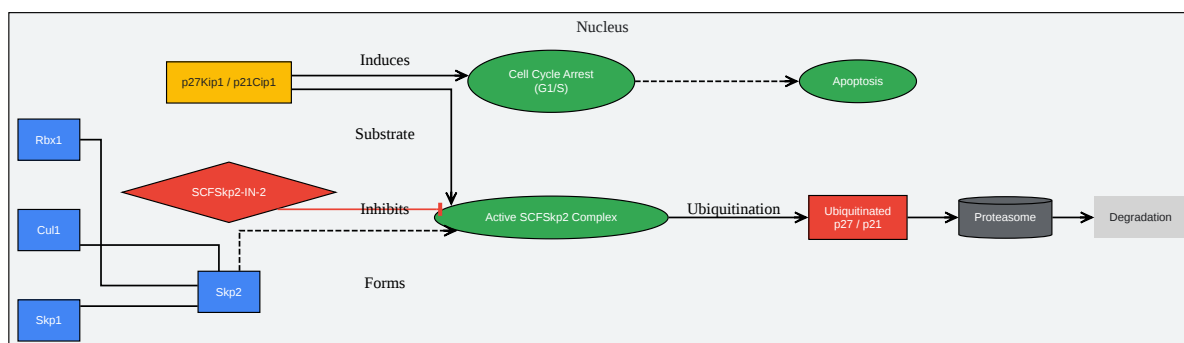 Nucleus
Induces
p27Kip1 / p21Cip1
Cell Cycle Arrest
(G1/S)
Apoptosis
Substrate
Rbx1
SCFSkp2-IN-2
Inhibits
Active SCFSkp2 Complex
Ubiquitination
Ubiquitinated
p27 / p21
Proteasome
Degradation
Cul1
Skp2
Forms
Skp1